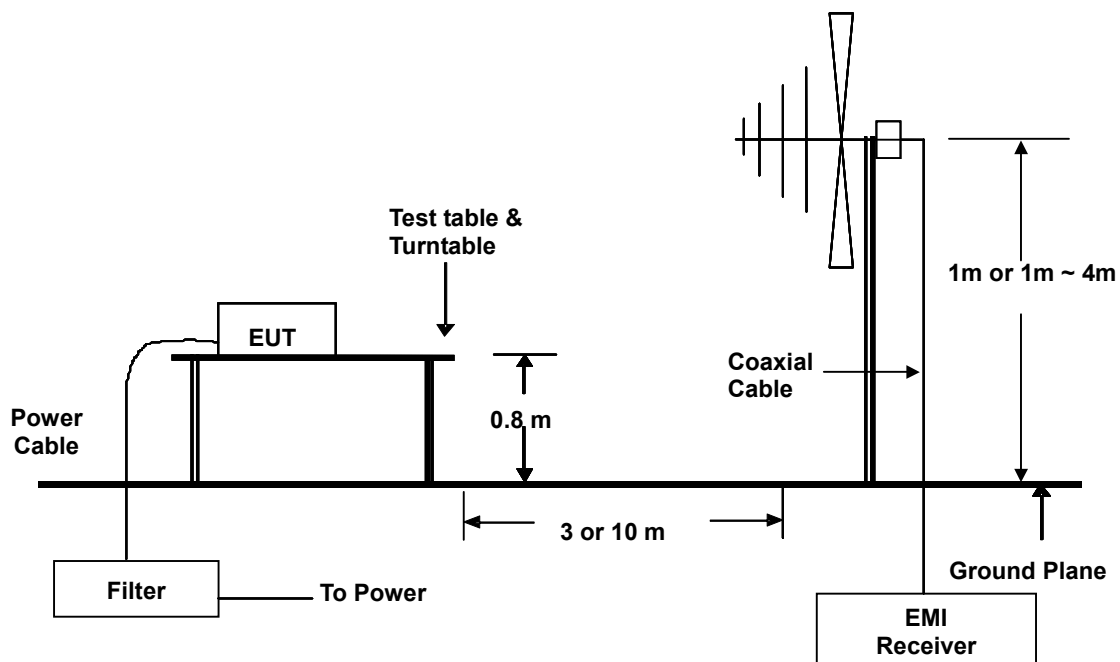 Test table &
Turntable
1m or 1m ~ 4m
EUT
Coaxial
Cable
0.8 m
Power
Cable
3 or 10 m
Ground Plane
Filter
To Power
EMI
Receiver